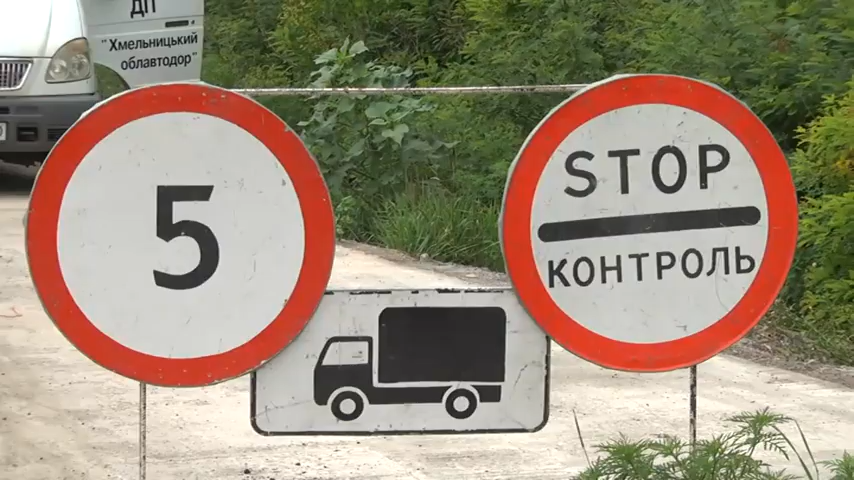 ДП
"Хмельницький
облавтодор"
5
STOP
КОНТРОЛЬ